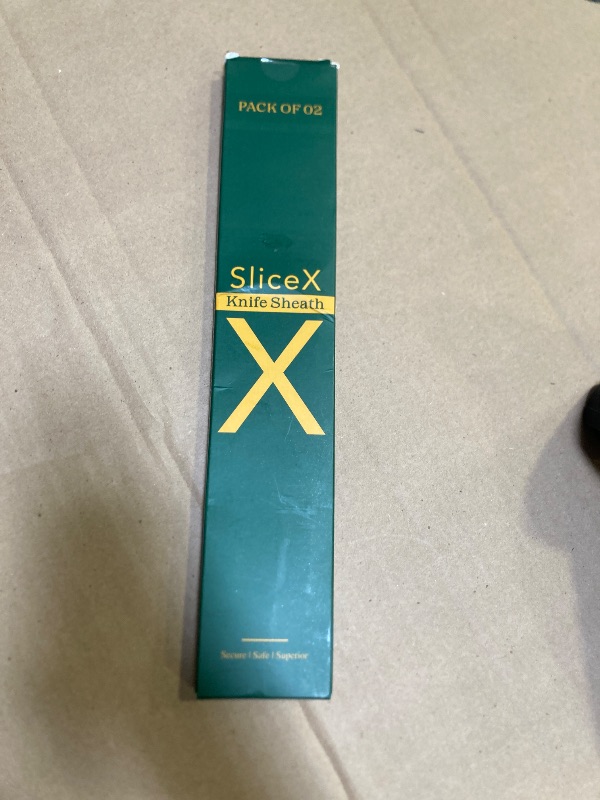 PACK OF 02
SliceX
Knife Sheath
X
Secure | Safe | Superior